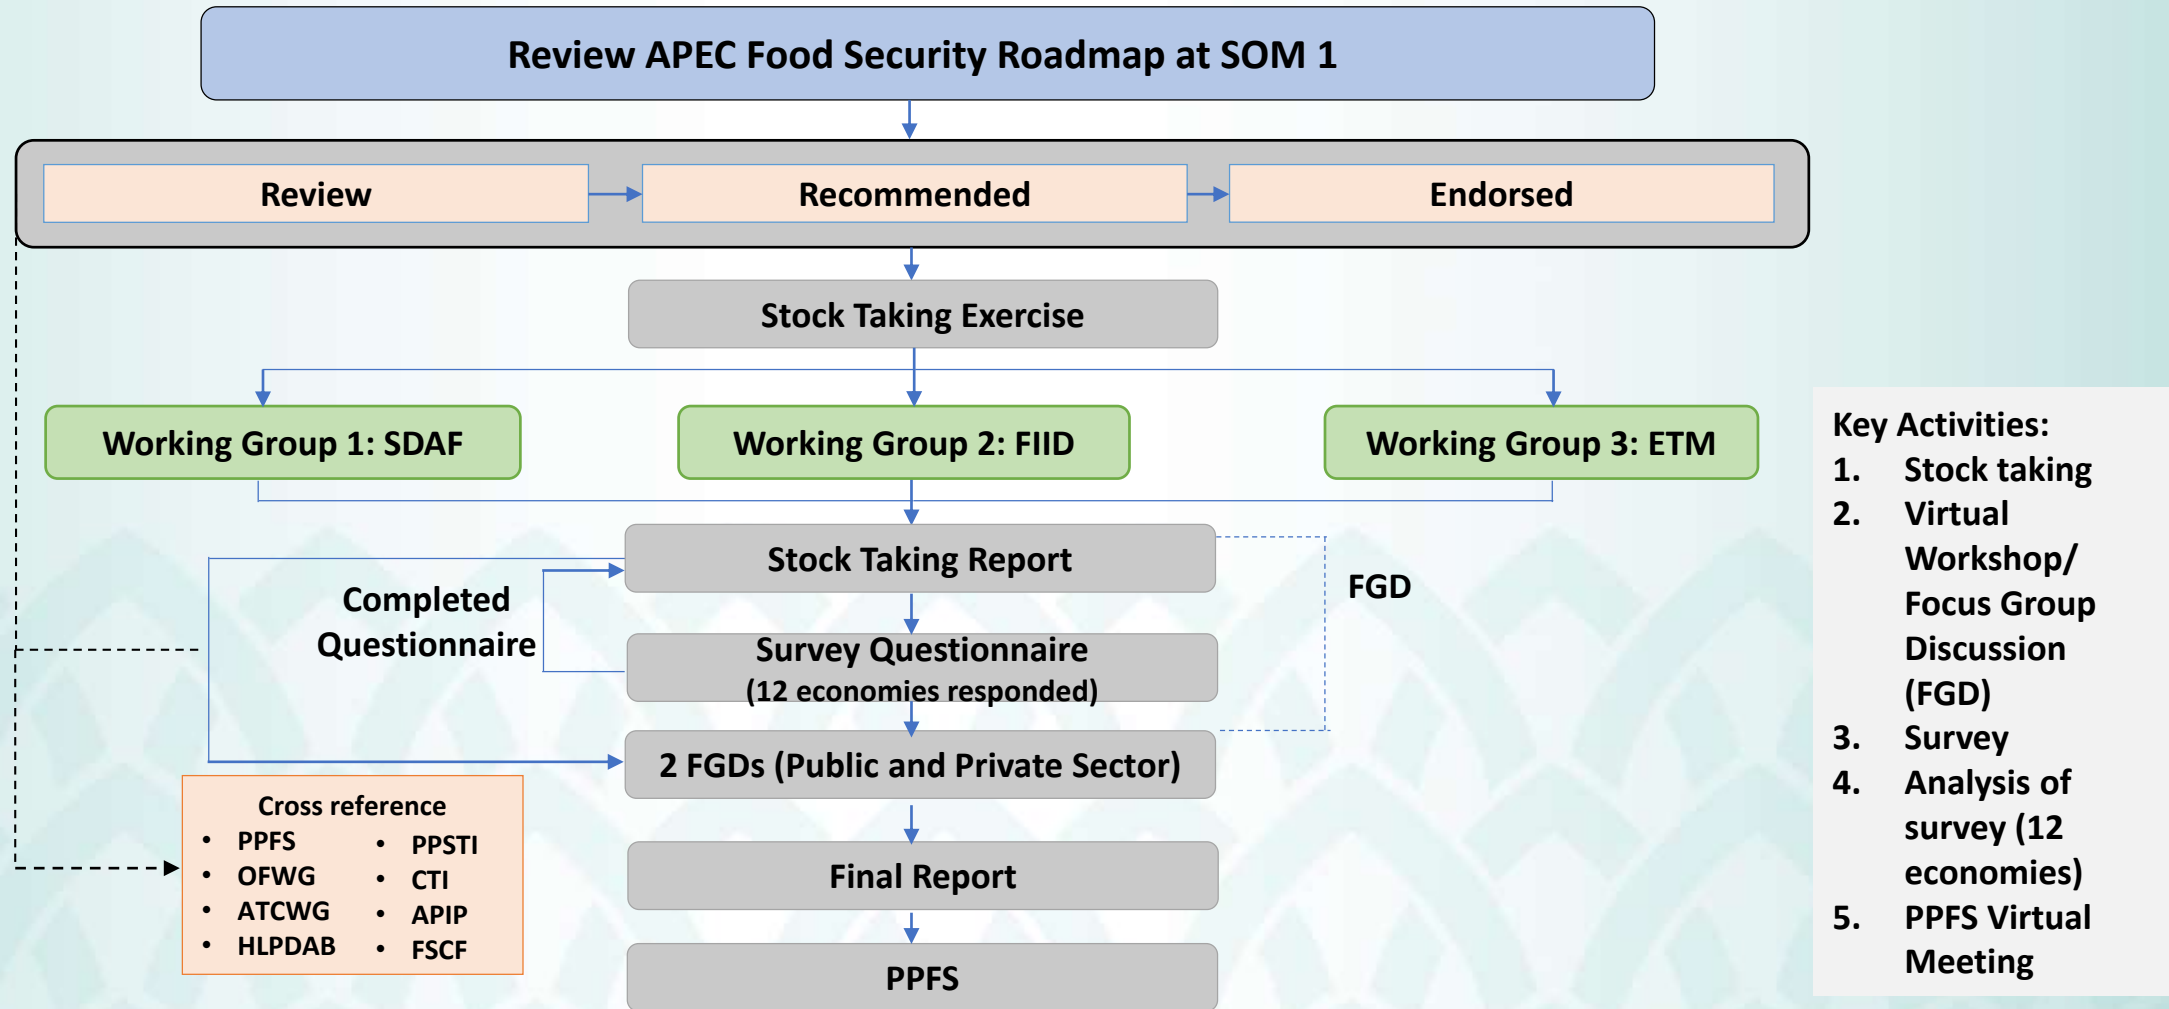 Review APEC Food Security Roadmap at SOM 1
Review
Recommended
Endorsed
Stock Taking Exercise
Working Group 1: SDAF
Working Group 2: FIID
Working Group 3: ETM
Stock Taking Report
Completed
Questionnaire
FGD
Survey Questionnaire
(12 economies responded)
2 FGDs (Public and Private Sector)
Cross reference
• PPFS
• OFWG
• ATCWG
• HLPDAB
• PPSTI
• CTI
• APIP
• FSCF
Final Report
PPFS
Key Activities:
1. Stock taking
2. Virtual
Workshop/
Focus Group
Discussion
(FGD)
3. Survey
4. Analysis of
survey (12
economies)
5. PPFS Virtual
Meeting